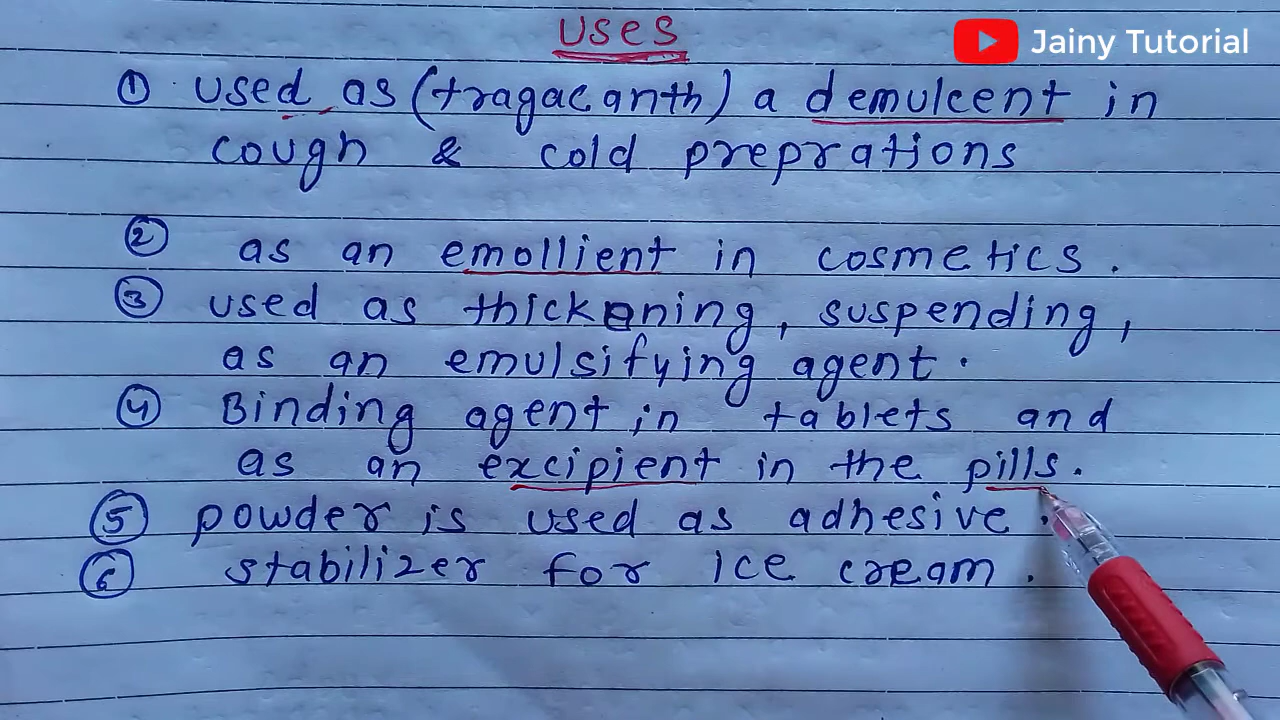 Uses
Jainy Tutorial
① used as (tragacanth) a demulcent in
cough & cold preprations
② as an emollient in cosmetics.
③ used as thickening, suspending,
as an emulsifying agent.
④ Binding agent in tablets and
as an excipient in the pills.
⑤ powder is used as adhesive.
⑥ stabilizer for Ice cream.